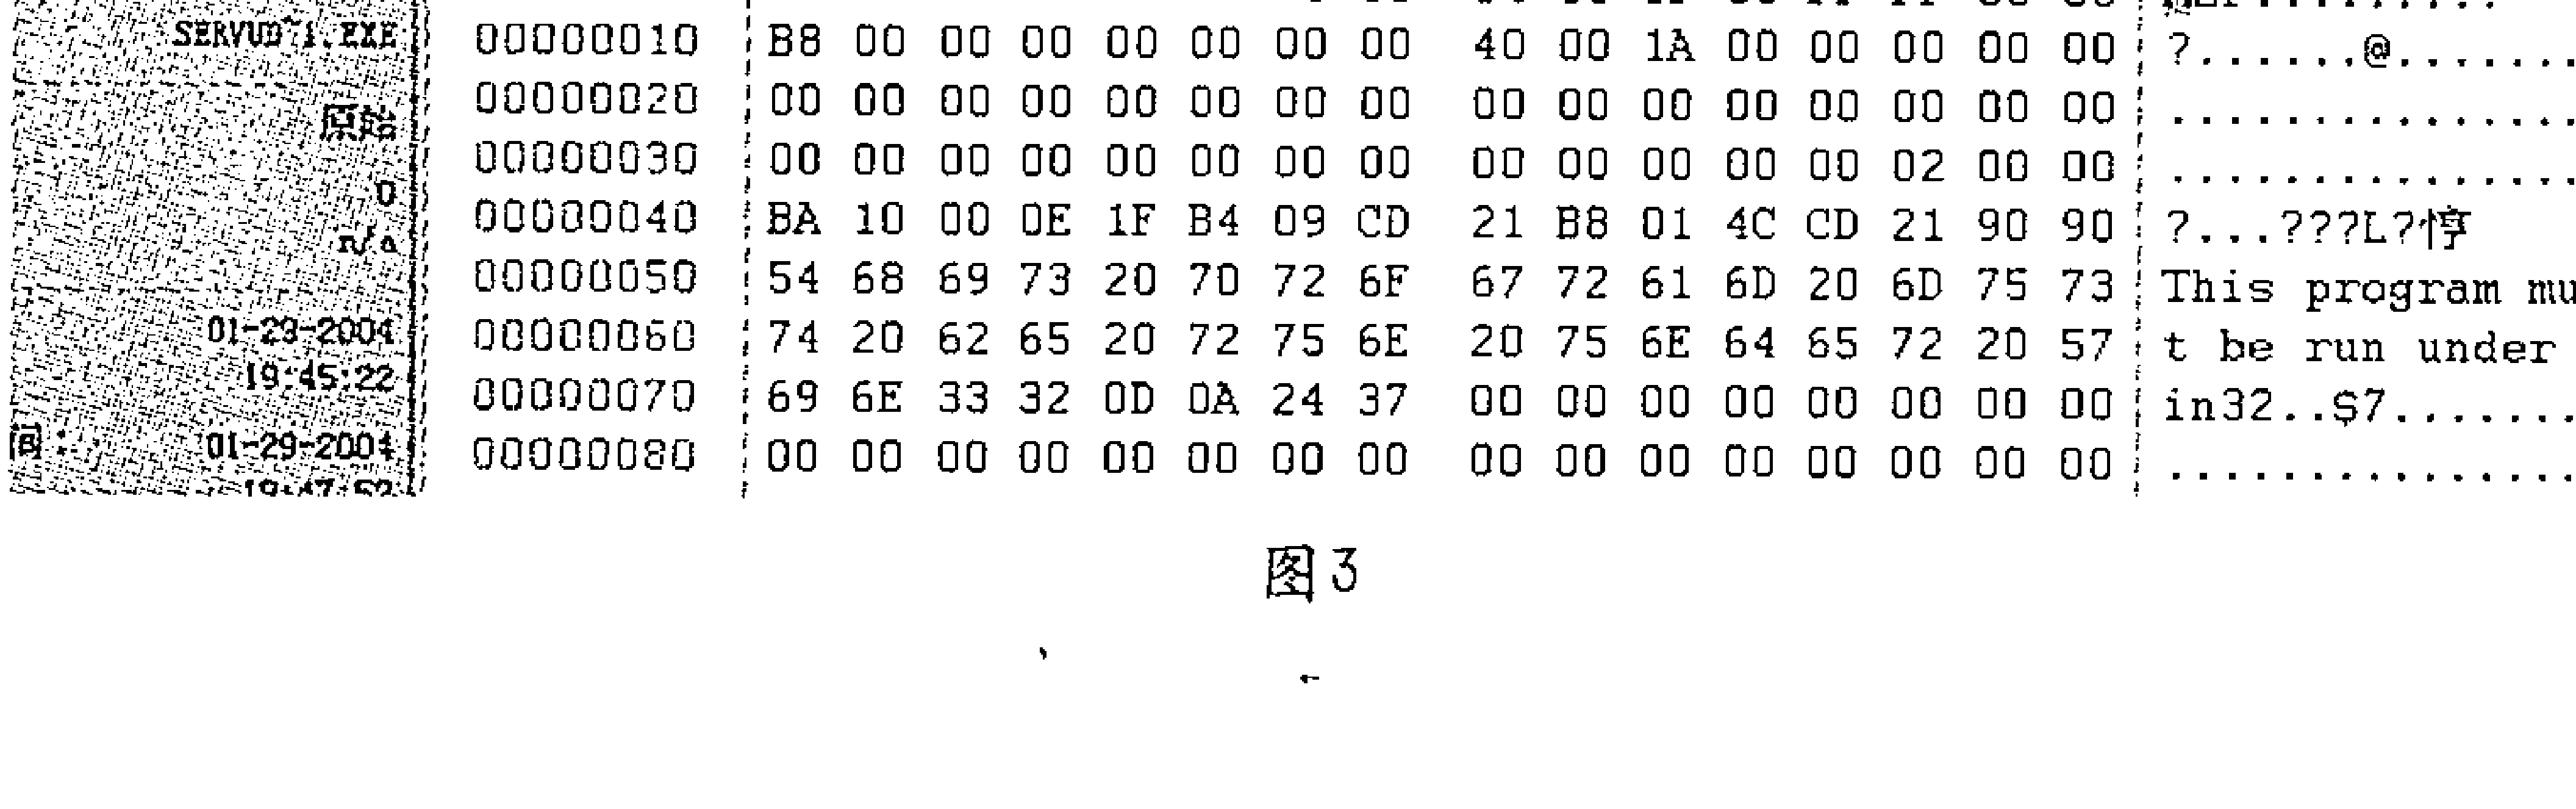 SERVUD~1.EXE
00000010 B8 00 00 00 00 00 00 00 40 00 1A 00 00 00 00 00 ?......@.......
00000020 00 00 00 00 00 00 00 00 00 00 00 00 00 00 00 00 ...............
原始
00000030 00 00 00 00 00 00 00 00 00 00 00 00 00 02 00 00 ...............
0
00000040 BA 10 00 0E 1F B4 09 CD 21 B8 01 4C CD 21 90 90 ?...???L?悙
n/a
00000050 54 68 69 73 20 70 72 6F 67 72 61 6D 20 6D 75 73 This program mu
01-23-2004
00000060 74 20 62 65 20 72 75 6E 20 75 6E 64 65 72 20 57 t be run under
19:45:22
00000070 69 6E 33 32 0D 0A 24 37 00 00 00 00 00 00 00 00 in32..$7.......
间: 01-29-2004
00000080 00 00 00 00 00 00 00 00 00 00 00 00 00 00 00 00 ...............
图3